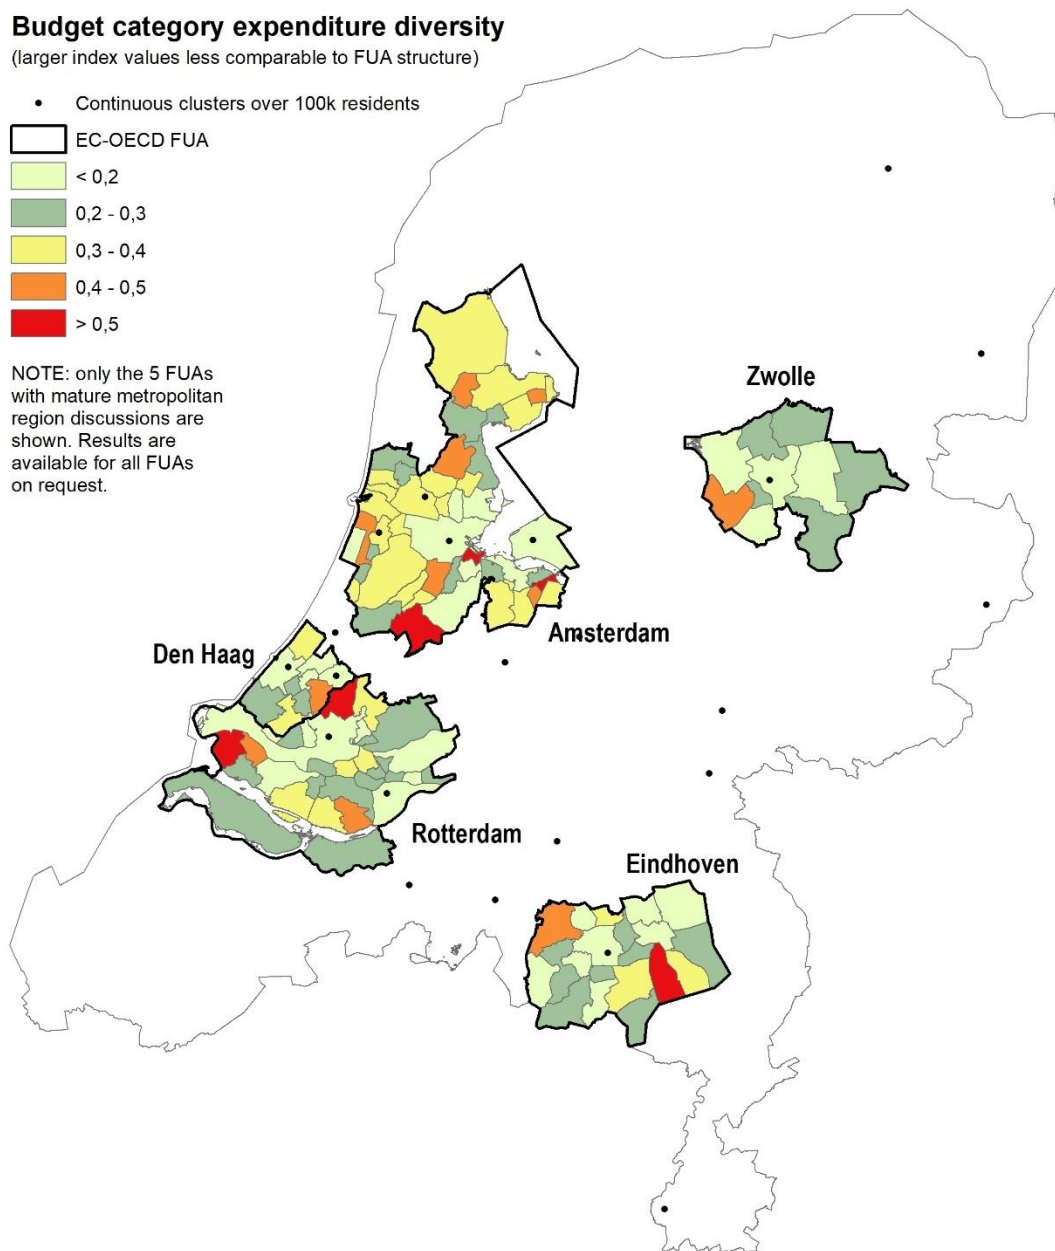 Budget category expenditure diversity
(larger index values less comparable to FUA structure)
Continuous clusters over 100k residents
EC-OECD FUA
< 0,2
0,2 - 0,3
0,3 - 0,4
0,4 - 0,5
> 0,5
NOTE: only the 5 FUAs
with mature metropolitan
region discussions are
shown. Results are
available for all FUAs
on request.
Zwolle
Amsterdam
Den Haag
Rotterdam
Eindhoven